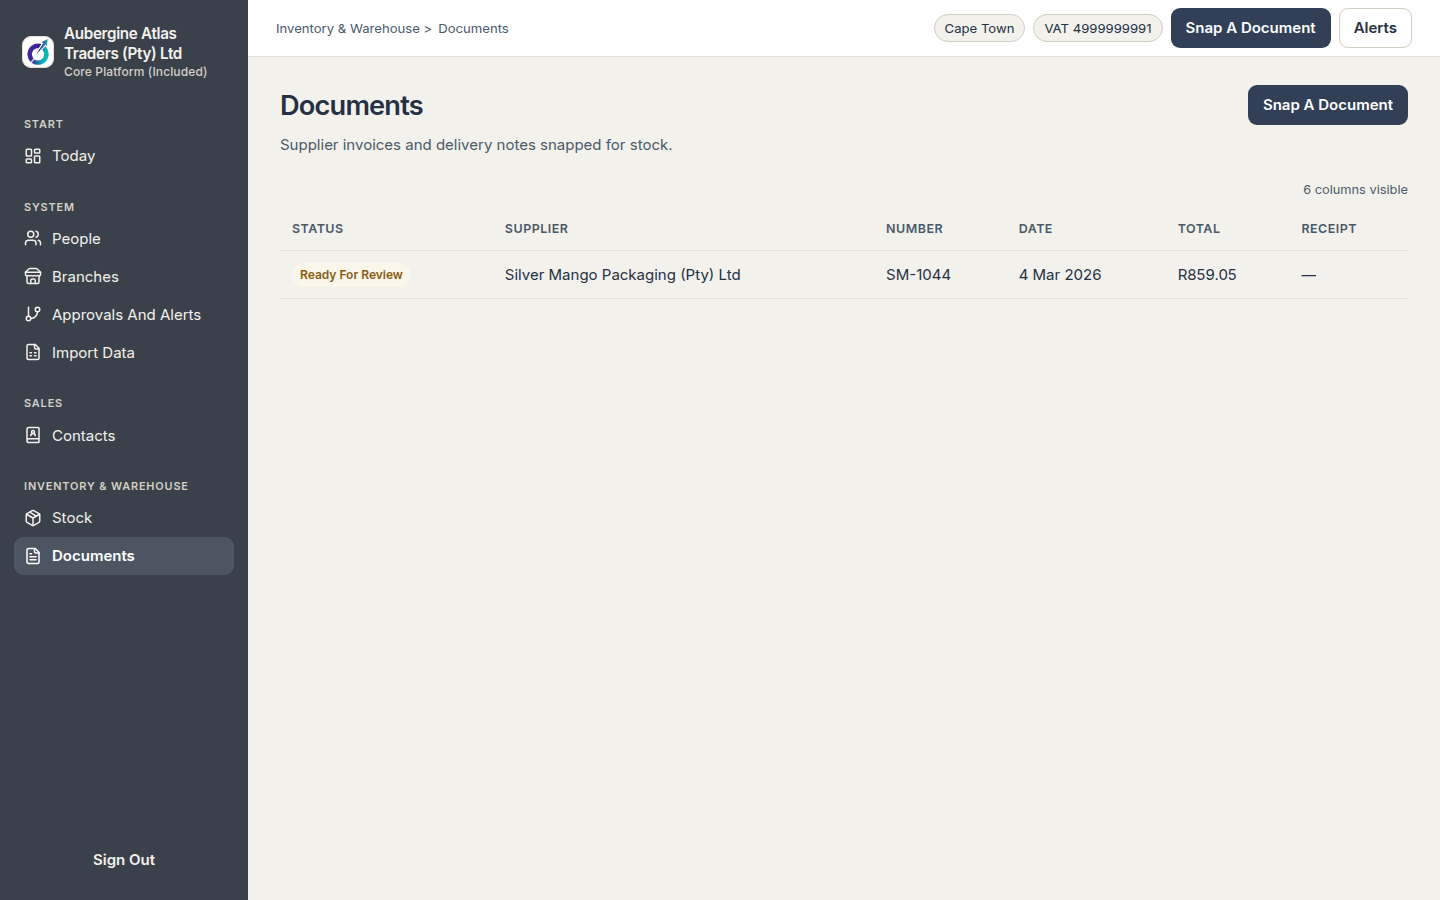 Aubergine Atlas
Traders (Pty) Ltd
Core Platform (Included)
START
Today
SYSTEM
People
Branches
Approvals And Alerts
Import Data
SALES
Contacts
INVENTORY & WAREHOUSE
Stock
Documents
Sign Out
Inventory & Warehouse > Documents
Cape Town
VAT 4999999991
Snap A Document
Alerts
Documents
Snap A Document
Supplier invoices and delivery notes snapped for stock.
6 columns visible
STATUS SUPPLIER NUMBER DATE TOTAL RECEIPT
Ready For Review Silver Mango Packaging (Pty) Ltd SM-1044 4 Mar 2026 R859.05 —